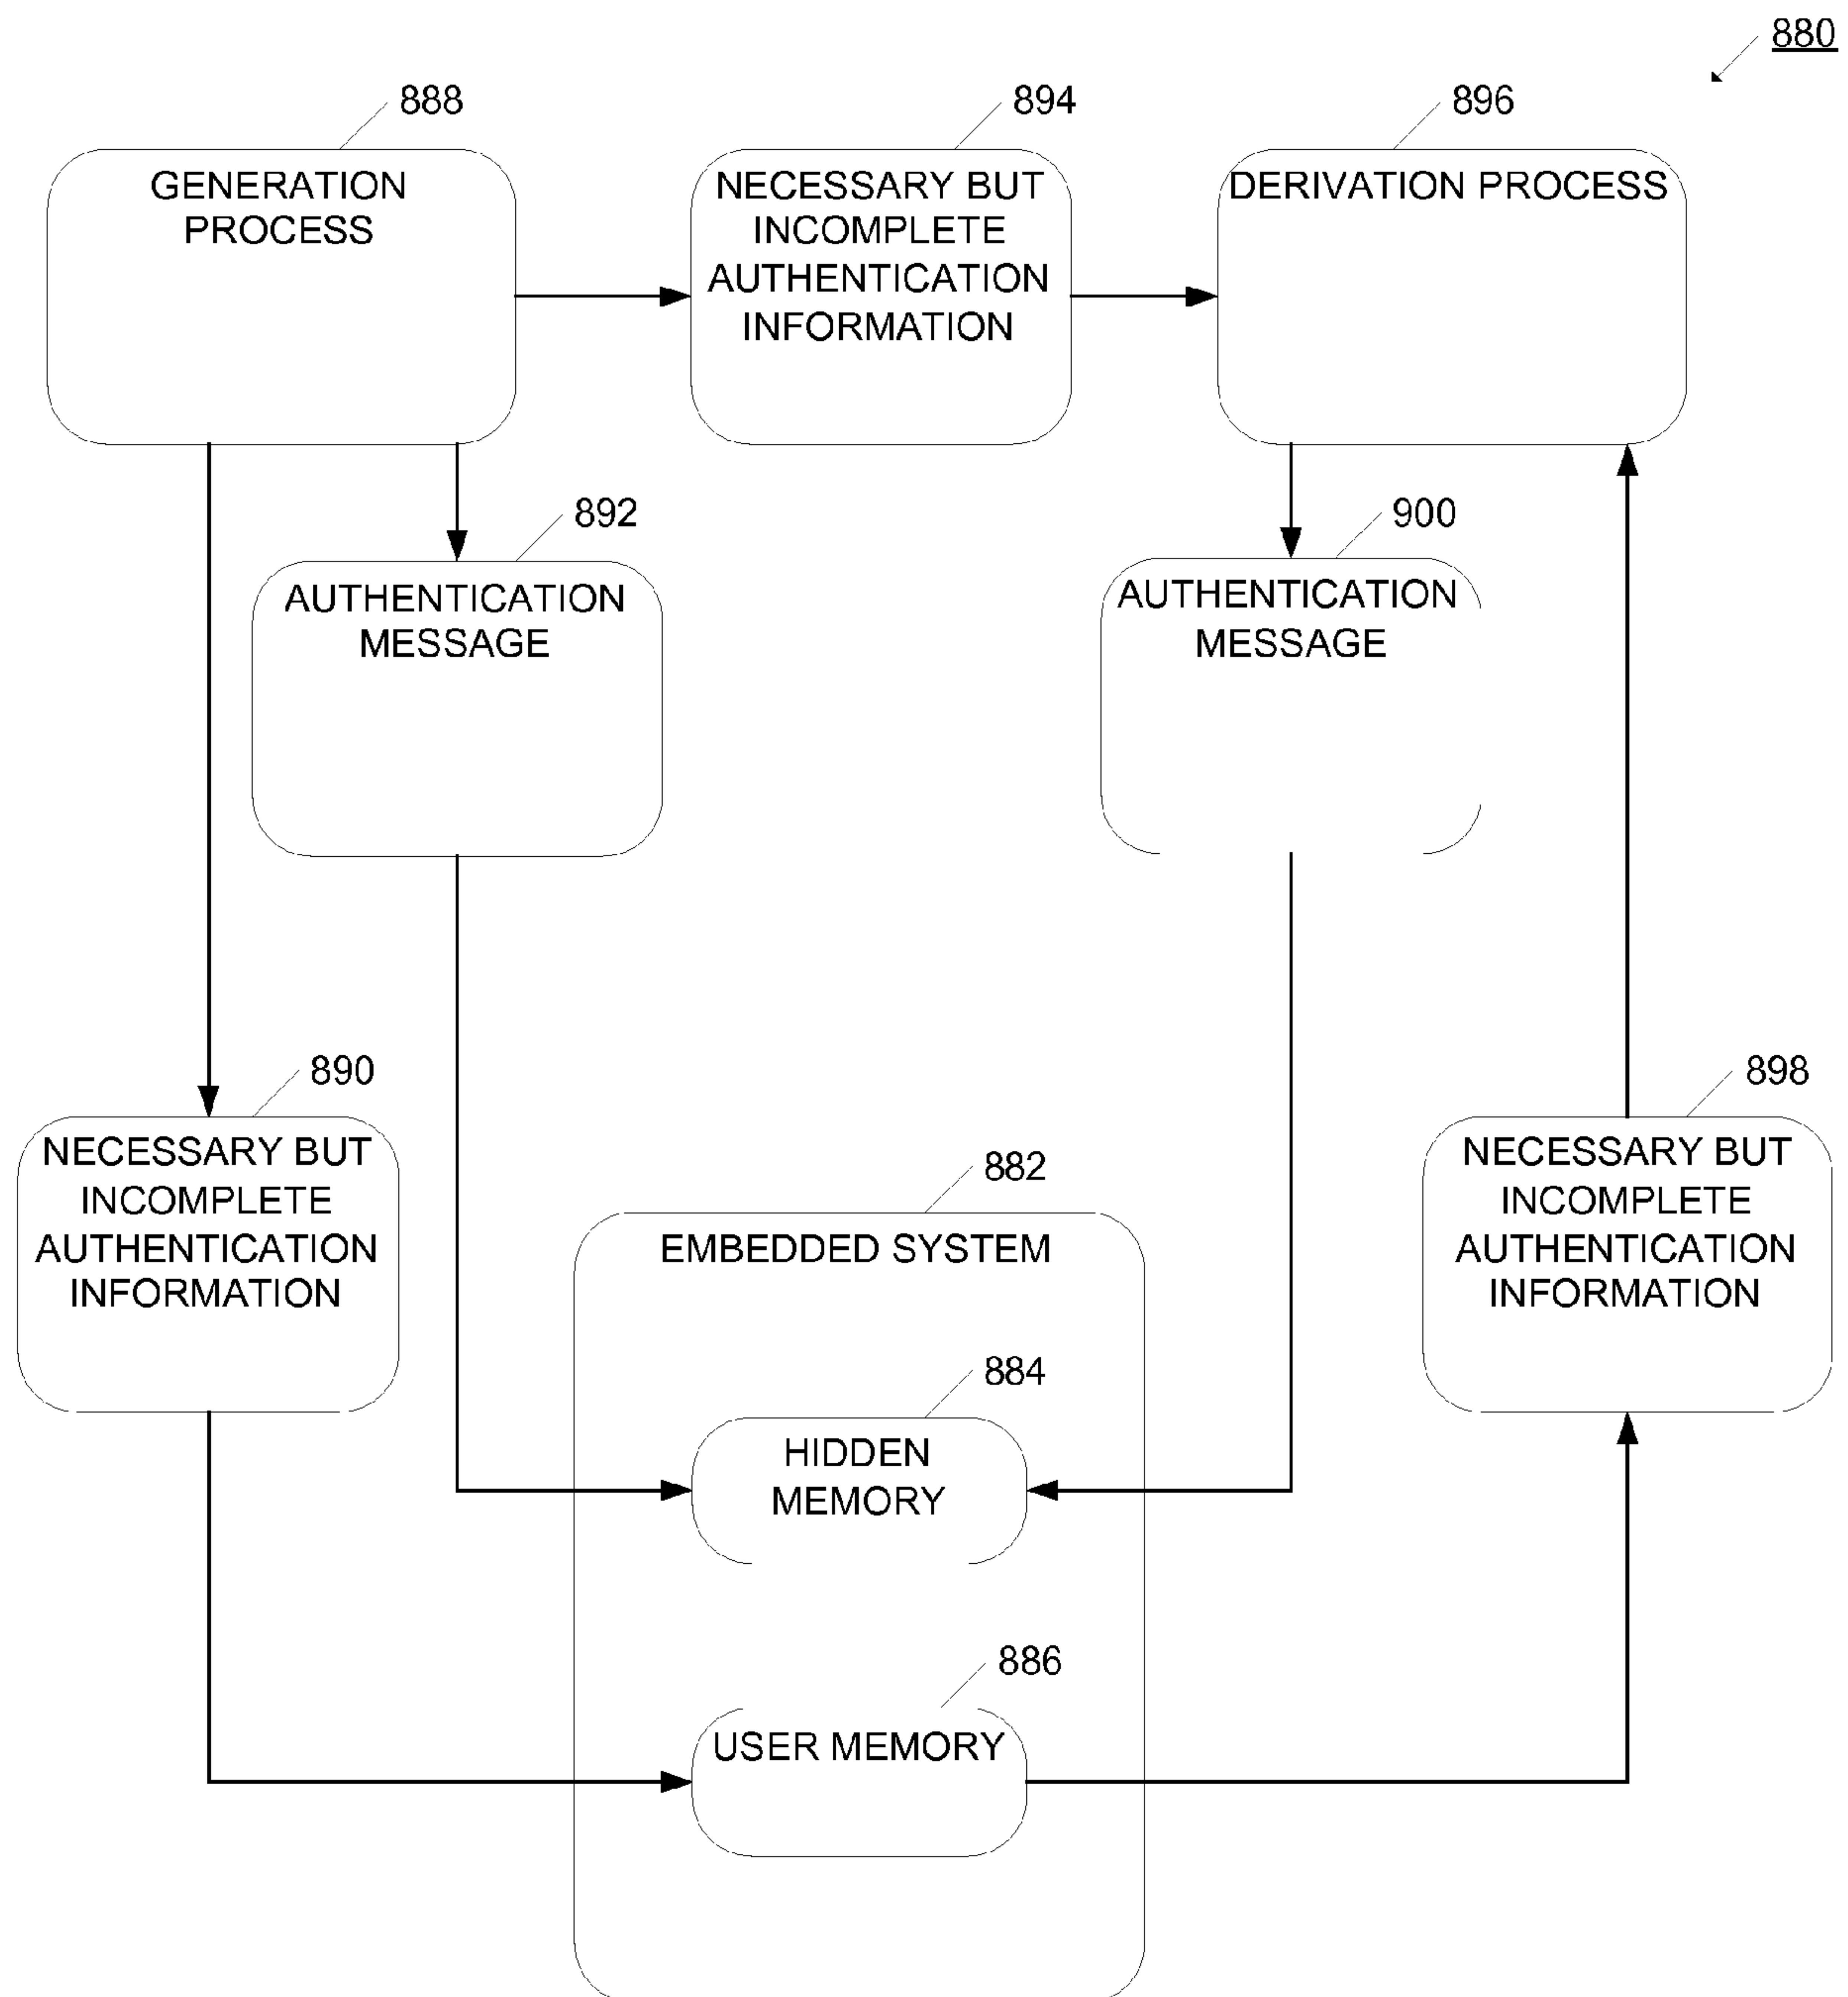 880
888
894
896
GENERATION
PROCESS
NECESSARY BUT
INCOMPLETE
AUTHENTICATION
INFORMATION
DERIVATION PROCESS
892
900
AUTHENTICATION
MESSAGE
AUTHENTICATION
MESSAGE
890
898
NECESSARY BUT
INCOMPLETE
AUTHENTICATION
INFORMATION
882
EMBEDDED SYSTEM
NECESSARY BUT
INCOMPLETE
AUTHENTICATION
INFORMATION
884
HIDDEN
MEMORY
886
USER MEMORY